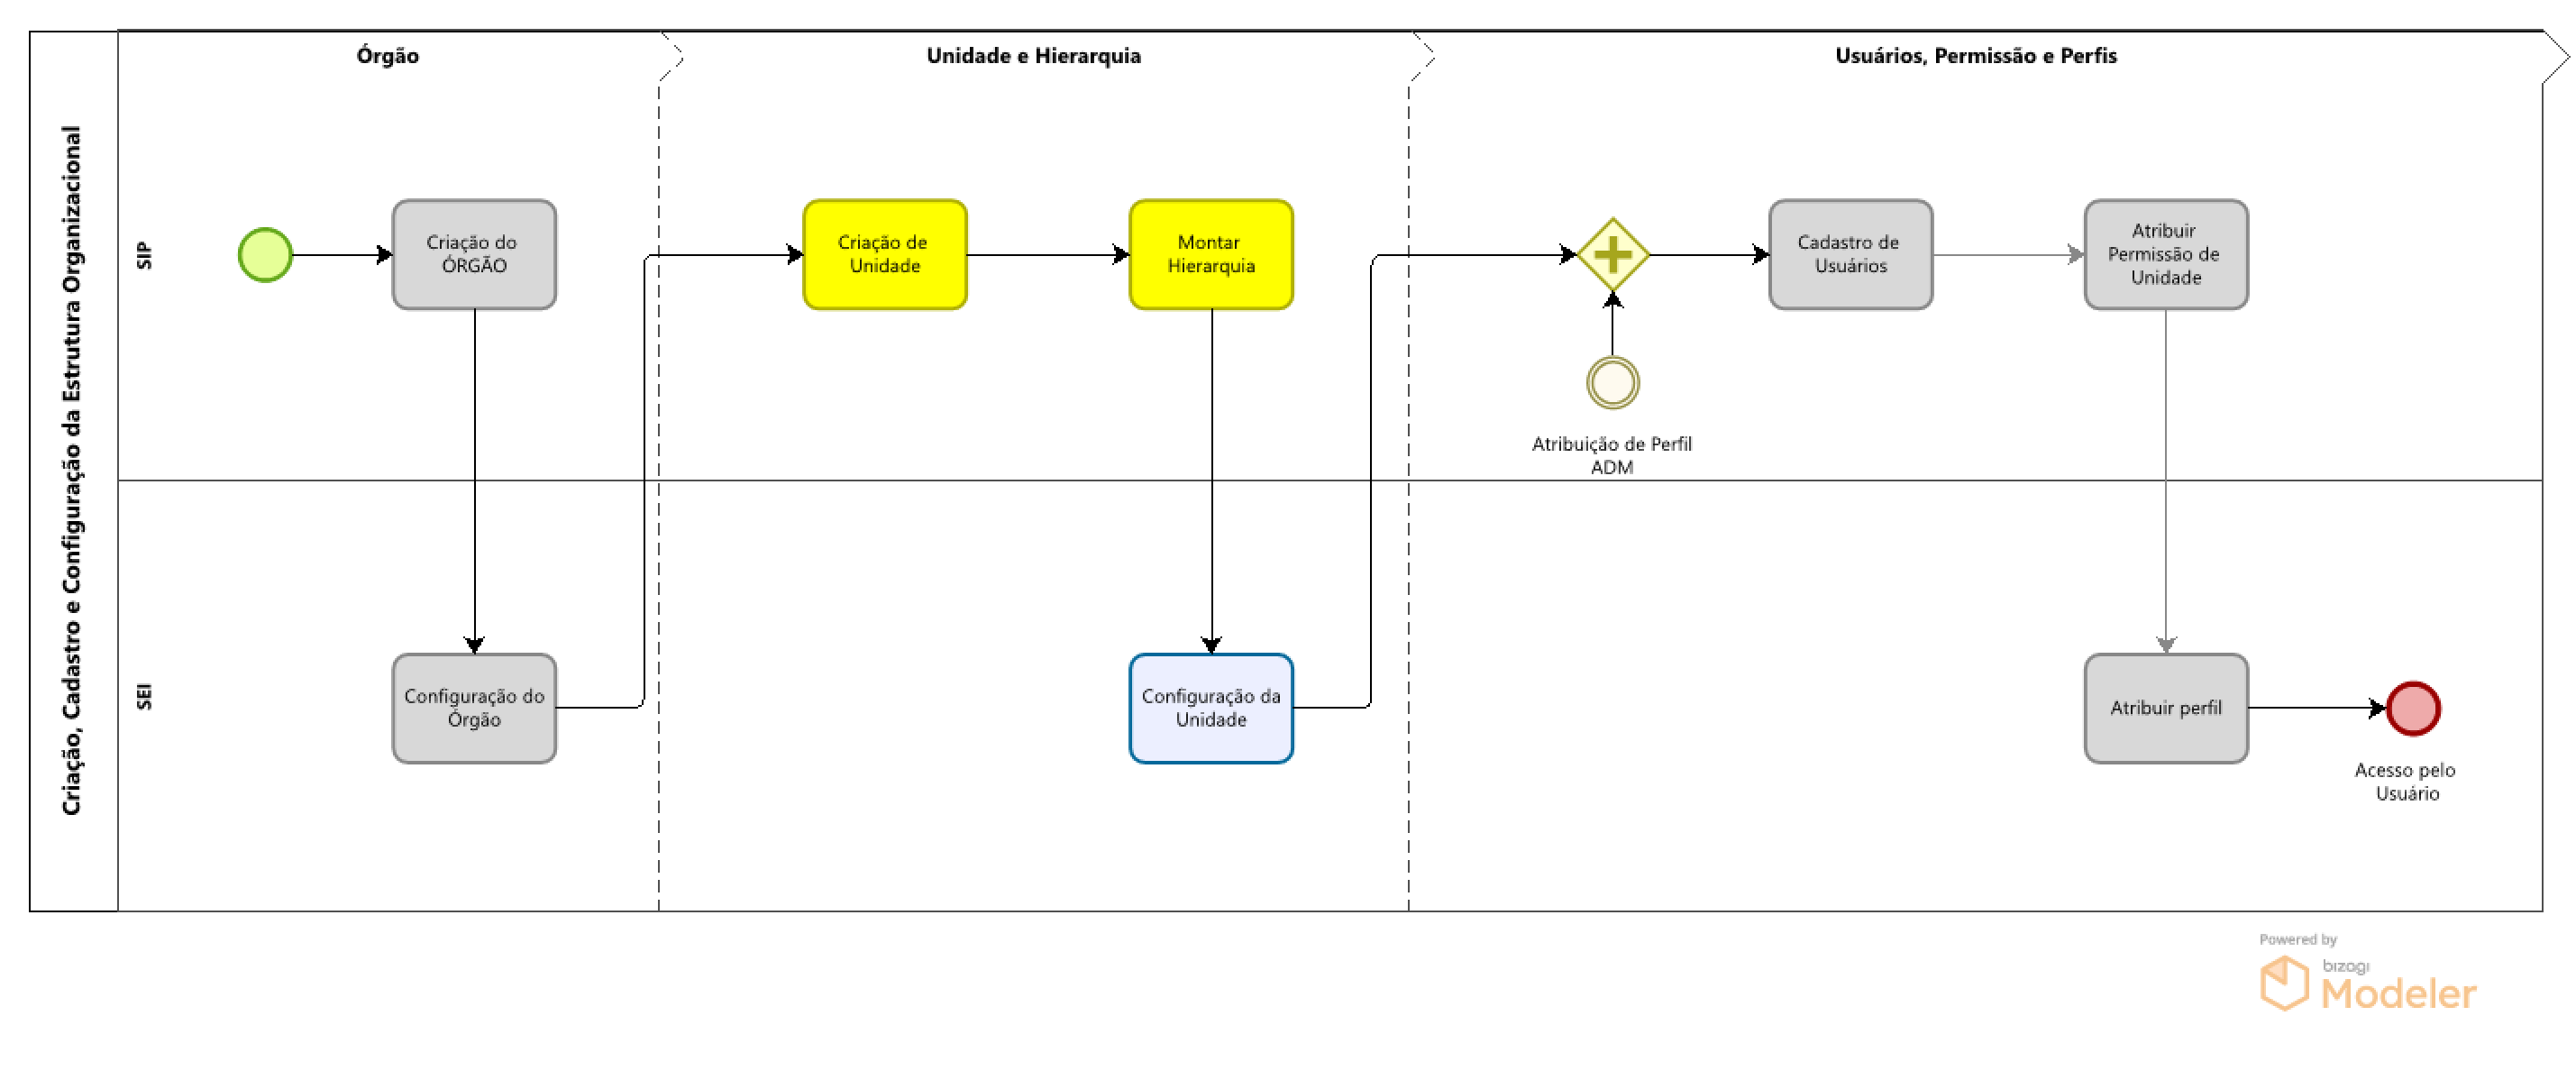 Criação, Cadastro e Configuração da Estrutura Organizacional
Órgão
Unidade e Hierarquia
Usuários, Permissão e Perfis
SIP
Criação do
ÓRGÃO
Criação de
Unidade
Montar
Hierarquia
Cadastro de
Usuários
Atribuir
Permissão de
Unidade
Atribuição de Perfil
ADM
SEI
Configuração do
Órgão
Configuração da
Unidade
Atribuir perfil
Acesso pelo
Usuário
Powered by
bizagi
Modeler